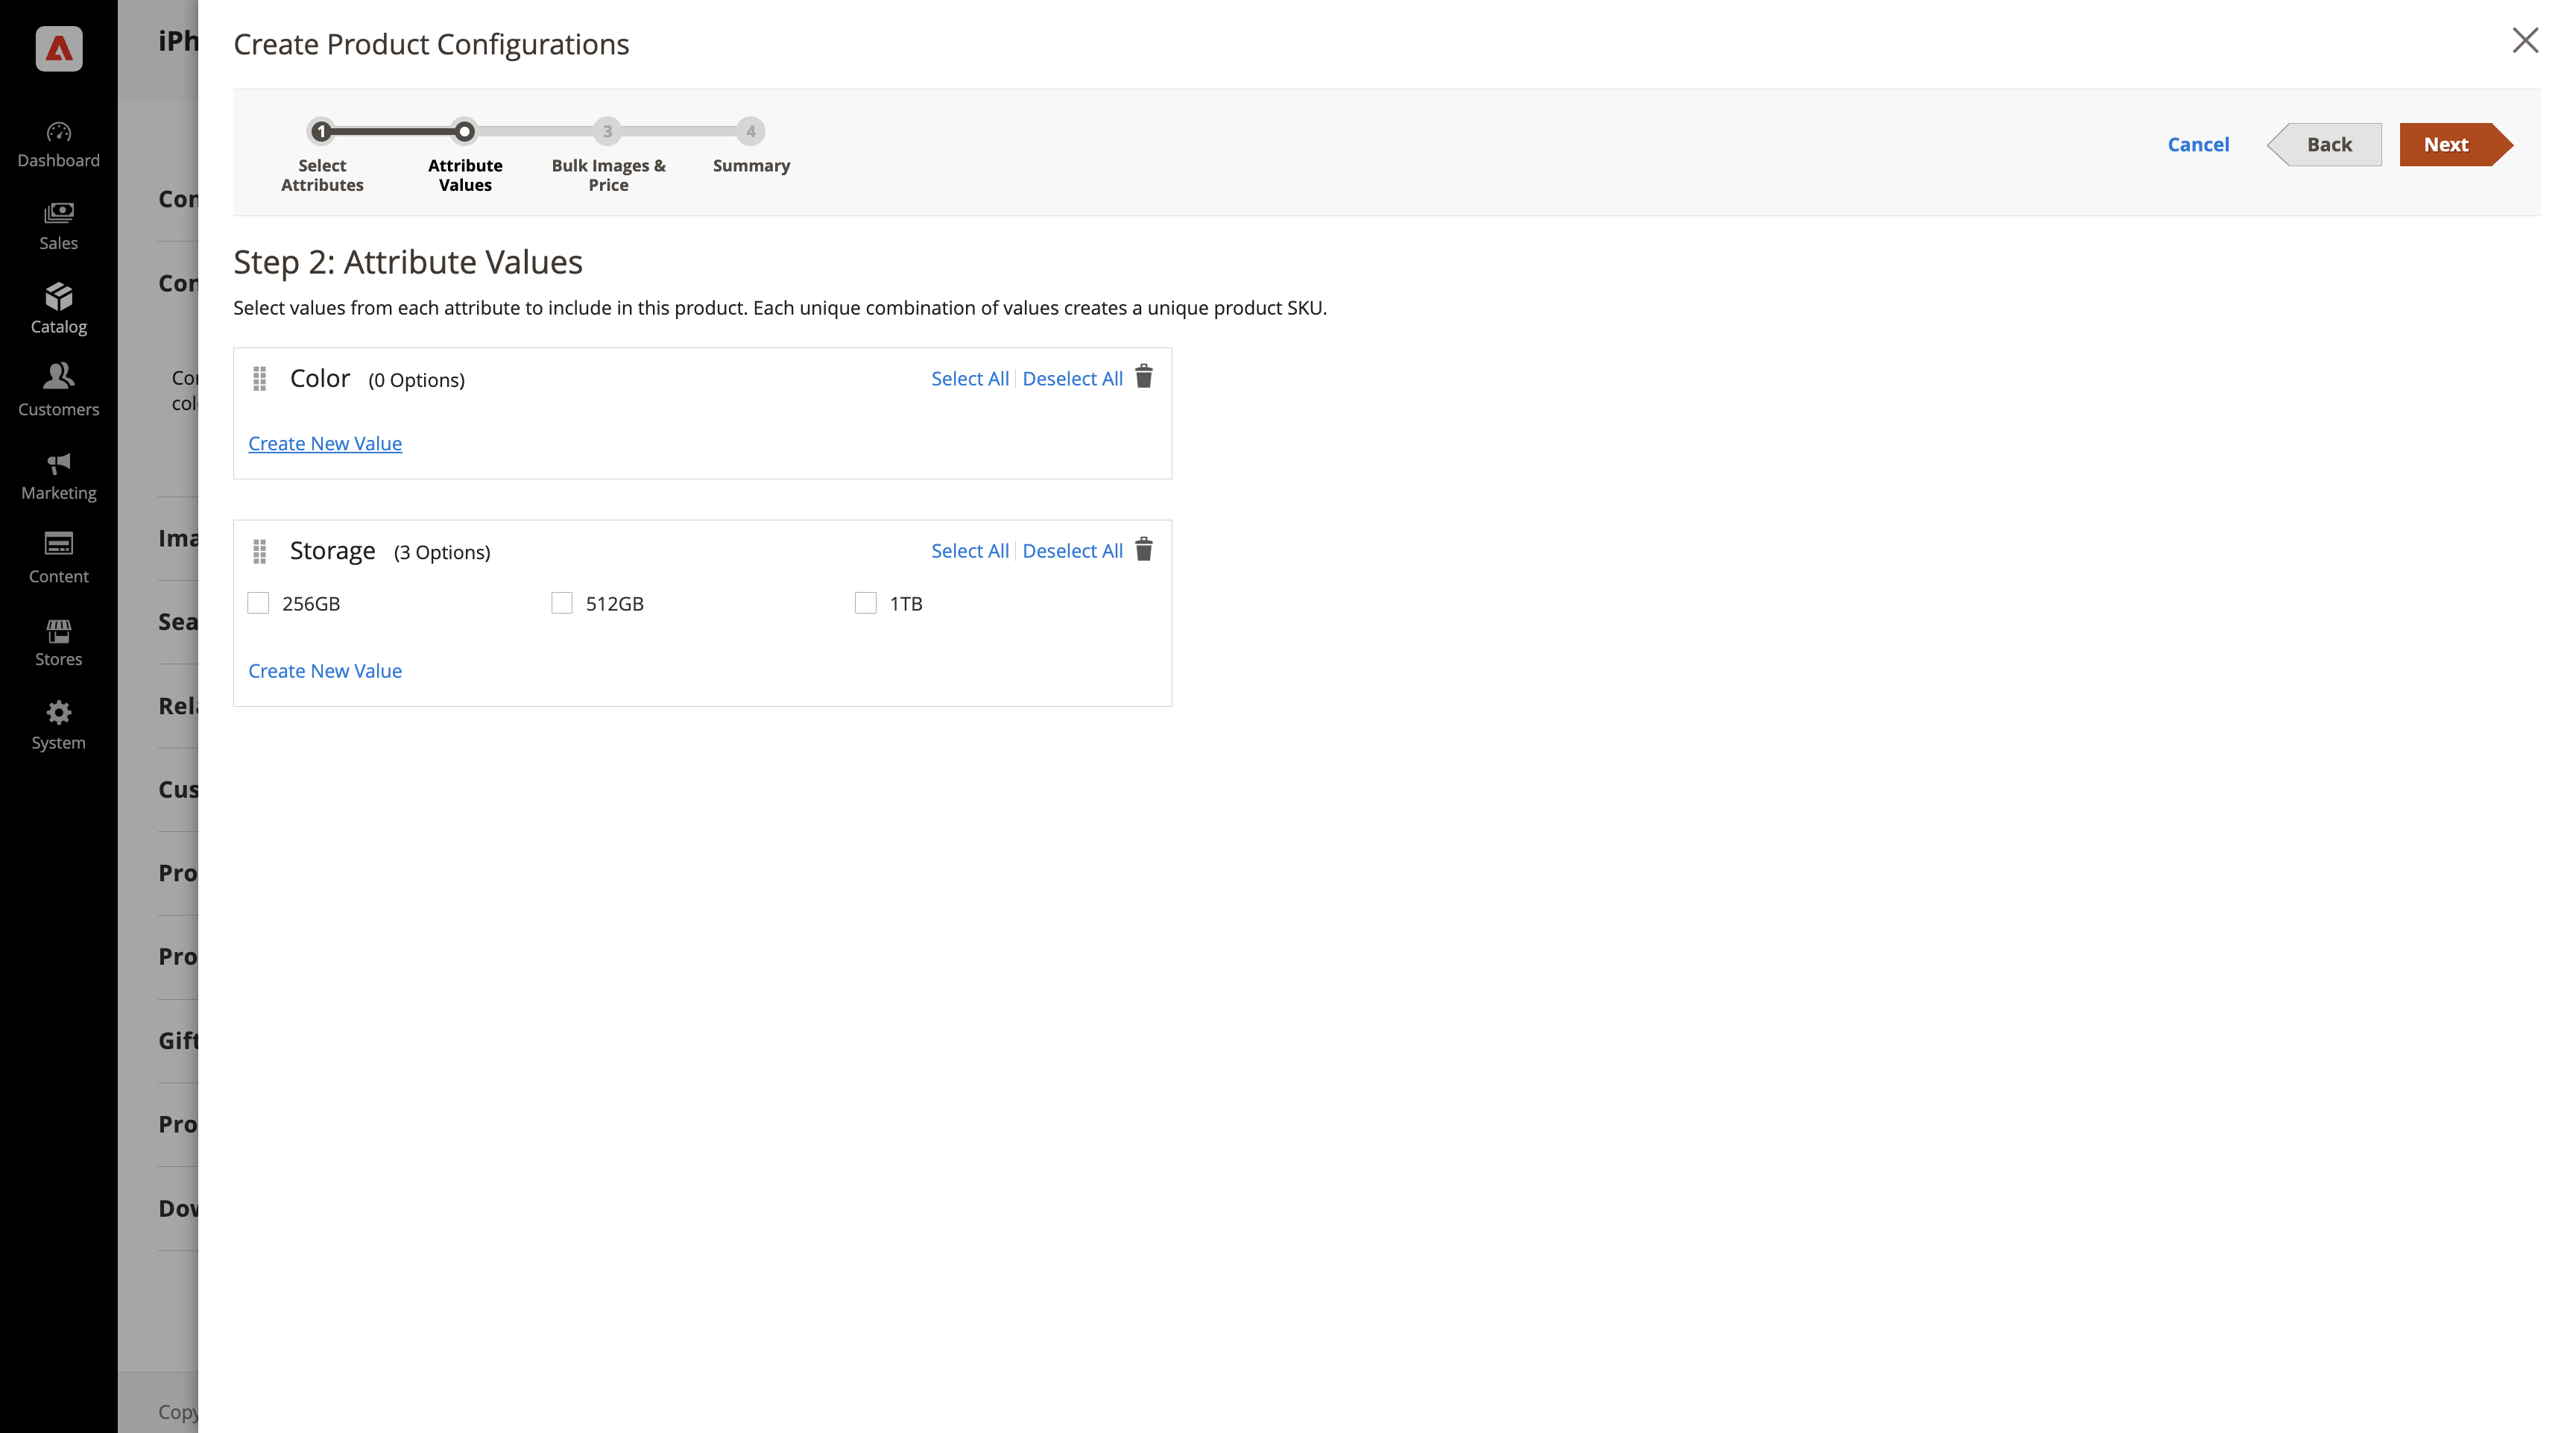 iPh
Create Product Configurations
1
3
4
Select
Attributes
Attribute
Values
Bulk Images &
Price
Summary
Cancel
Back
Next
Dashboard
Sales
Catalog
Customers
Marketing
Content
Stores
System
Con
Con
Ima
Sea
Rela
Cus
Pro
Pro
Gift
Pro
Copy
Step 2: Attribute Values
Select values from each attribute to include in this product. Each unique combination of values creates a unique product SKU.
Color (0 Options)
Select All
Deselect All
Create New Value
Storage (3 Options)
Select All
Deselect All
256GB
512GB
1TB
Create New Value